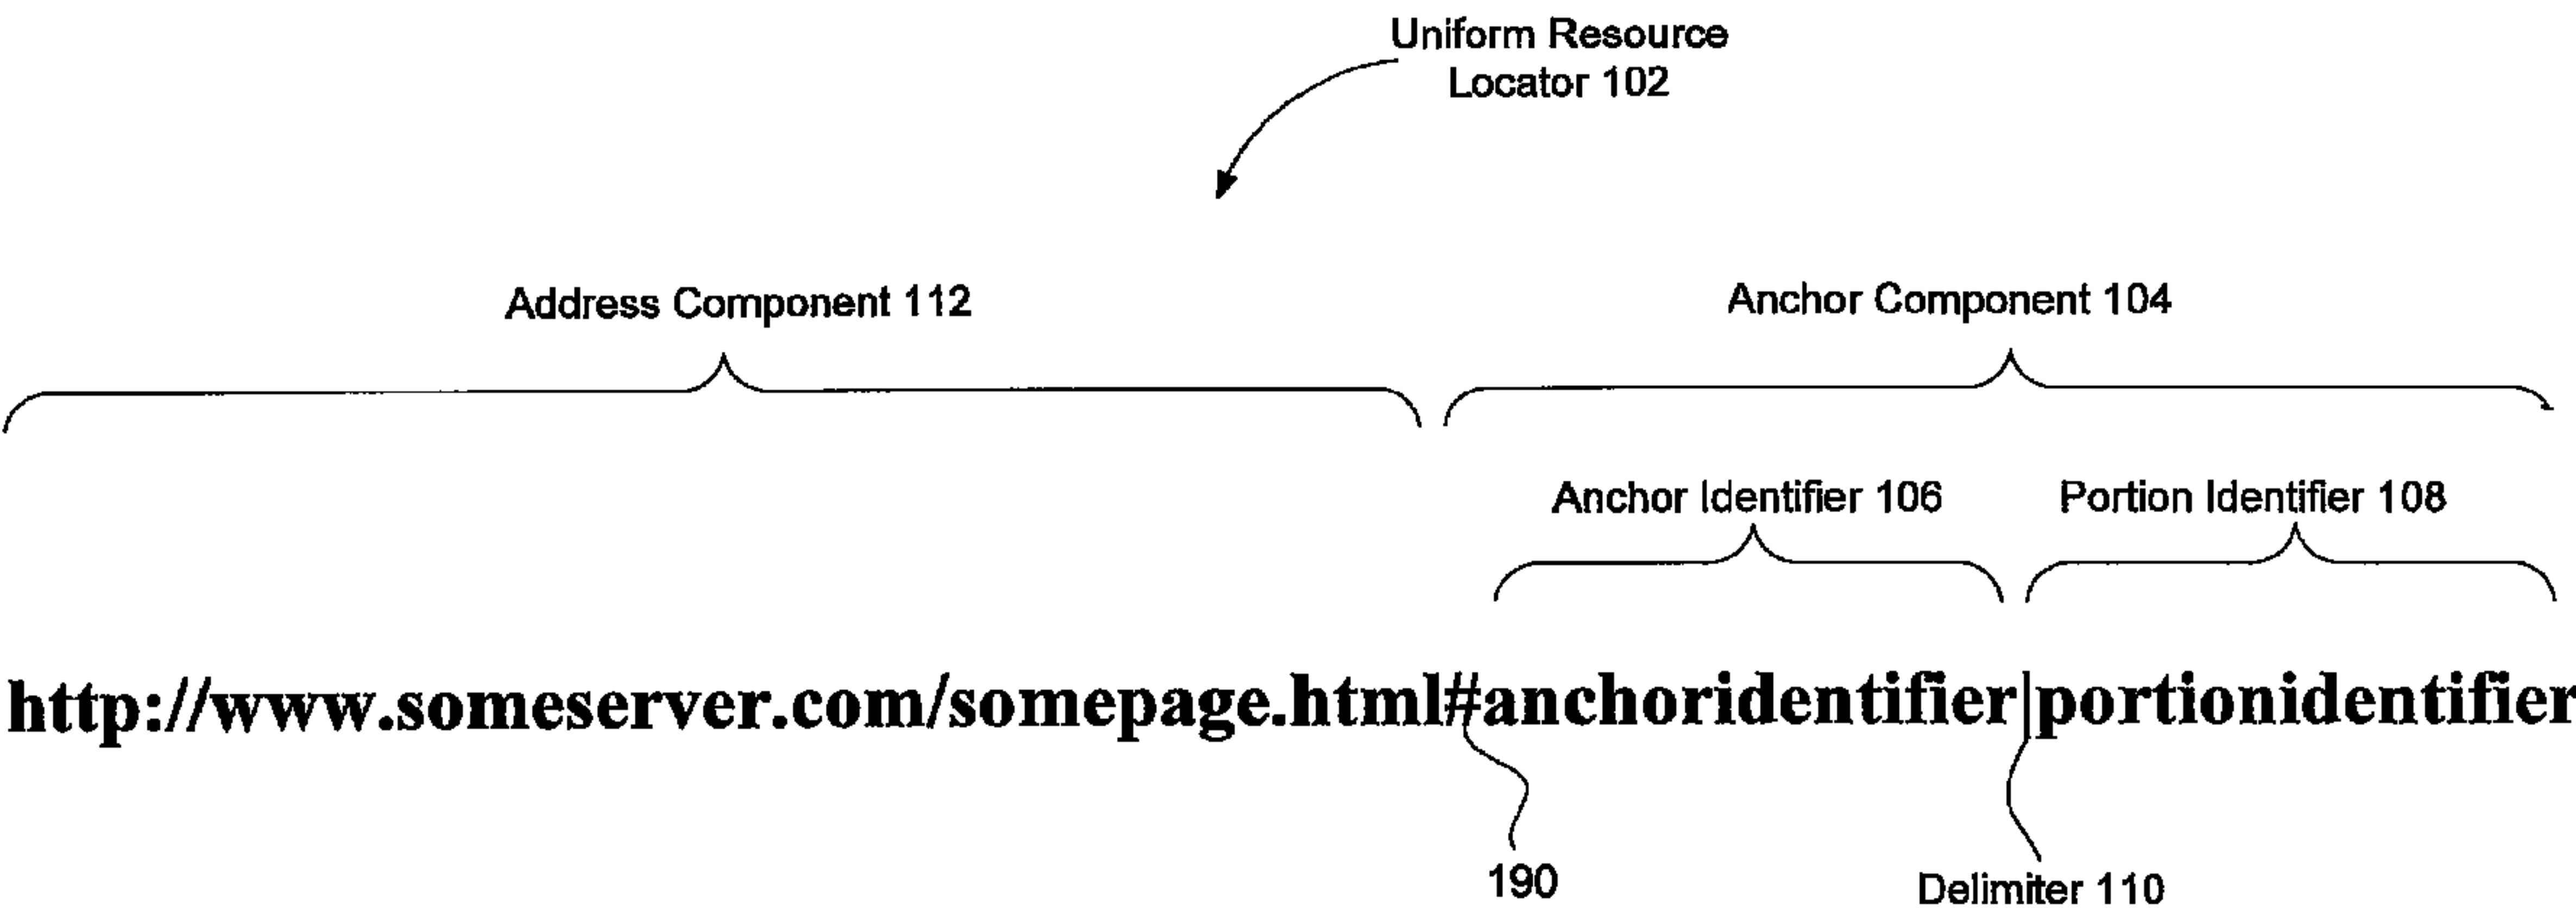 Uniform Resource
Locator 102
Address Component 112
Anchor Component 104
Anchor Identifier 106
Portion Identifier 108
http://www.someserver.com/somepage.html#anchoridentifier|portionidentifier
190
Delimiter 110